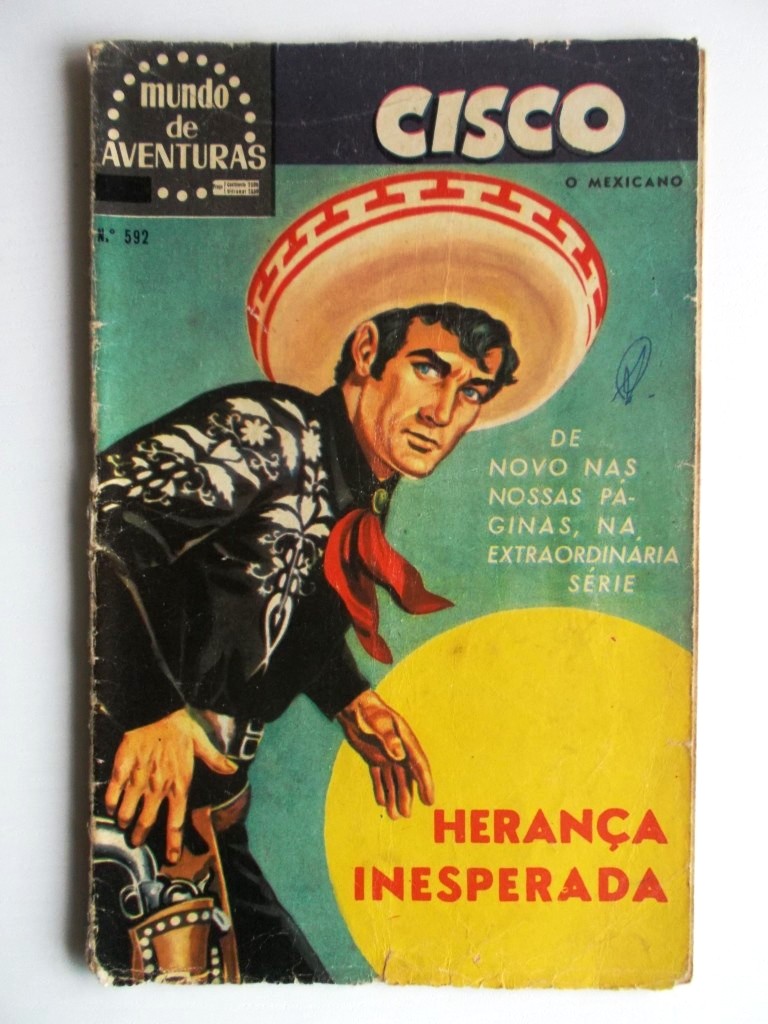 mundo
de
AVENTURAS
N.º 592
CISCO
O MEXICANO
DE
NOVO NAS
NOSSAS PÁ-
GINAS, NA
EXTRAORDINÁRIA
SÉRIE
HERANÇA
INESPERADA